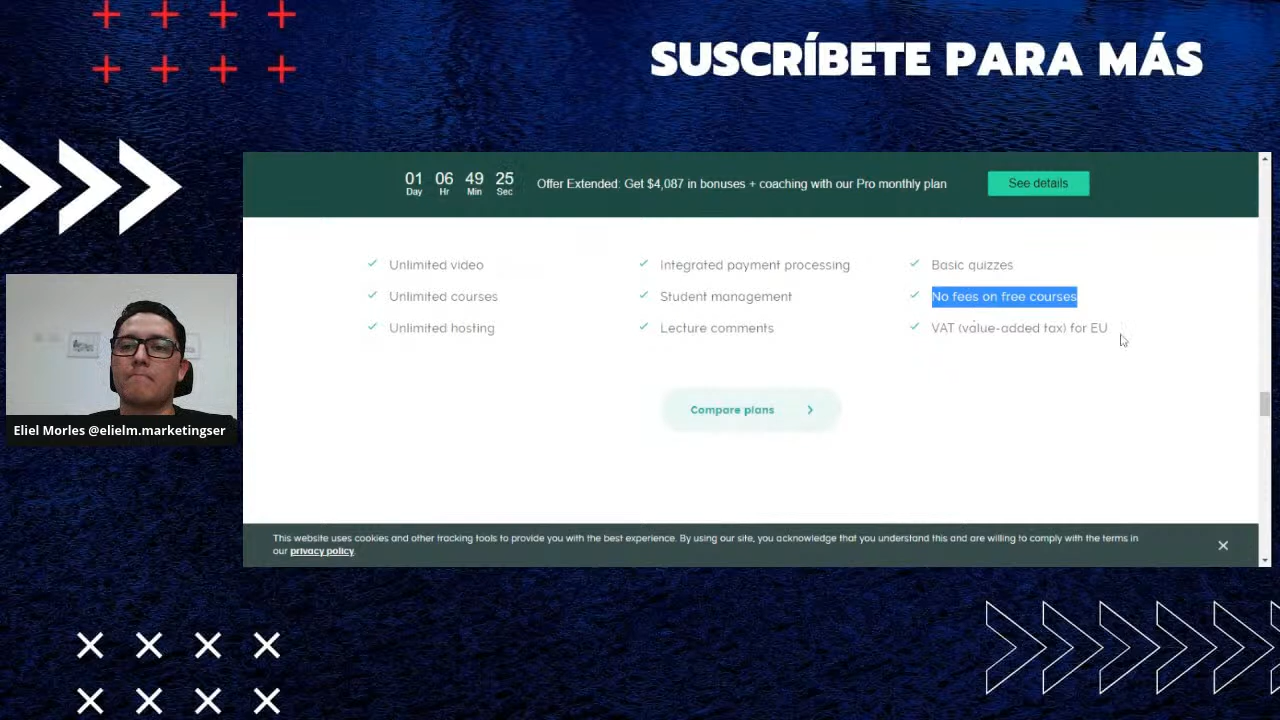 SUSCRÍBETE PARA MÁS
01 06 49 25
Day Hr Min Sec
Offer Extended: Get $4,087 in bonuses + coaching with our Pro monthly plan
See details
Unlimited video
Integrated payment processing
Basic quizzes
Unlimited courses
Student management
No fees on free courses
Unlimited hosting
Lecture comments
VAT (value-added tax) for EU
Compare plans
Eliel Morles @elielm.marketingser
This website uses cookies and other tracking tools to provide you with the best experience. By using our site, you acknowledge that you understand this and are willing to comply with the terms in
our privacy policy.